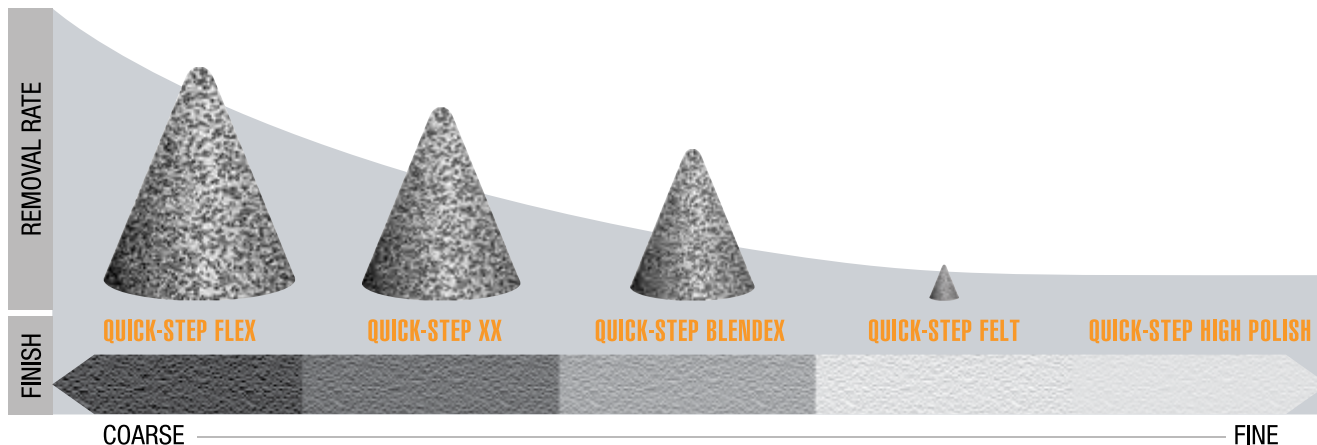 REMOVAL RATE
QUICK-STEP FLEX
QUICK-STEP XX
QUICK-STEP BLENDEX
QUICK-STEP FELT
QUICK-STEP HIGH POLISH
FINISH
COARSE
FINE